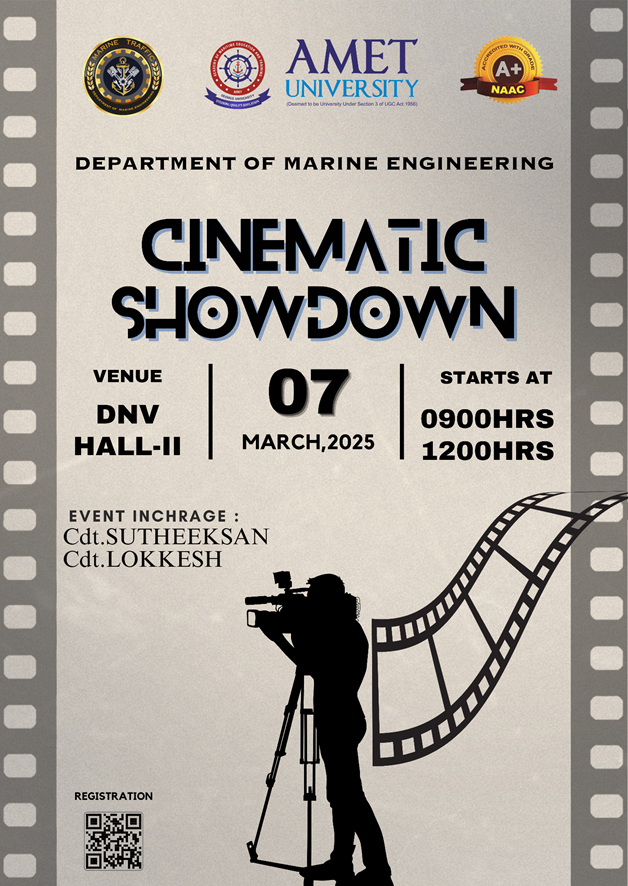 MARINE TRAFFIC
AMET
UNIVERSITY
(Deemed to be University Under Section 3 of UGC Act 1956)
ACCREDITED WITH GRADE
A+
NAAC
DEPARTMENT OF MARINE ENGINEERING
CINEMATIC
SHOWDOWN
VENUE
DNV
HALL-II
07
MARCH,2025
STARTS AT
0900HRS
1200HRS
EVENT INCHRAGE :
Cdt.SUTHEEKSAN
Cdt.LOKKESH
REGISTRATION